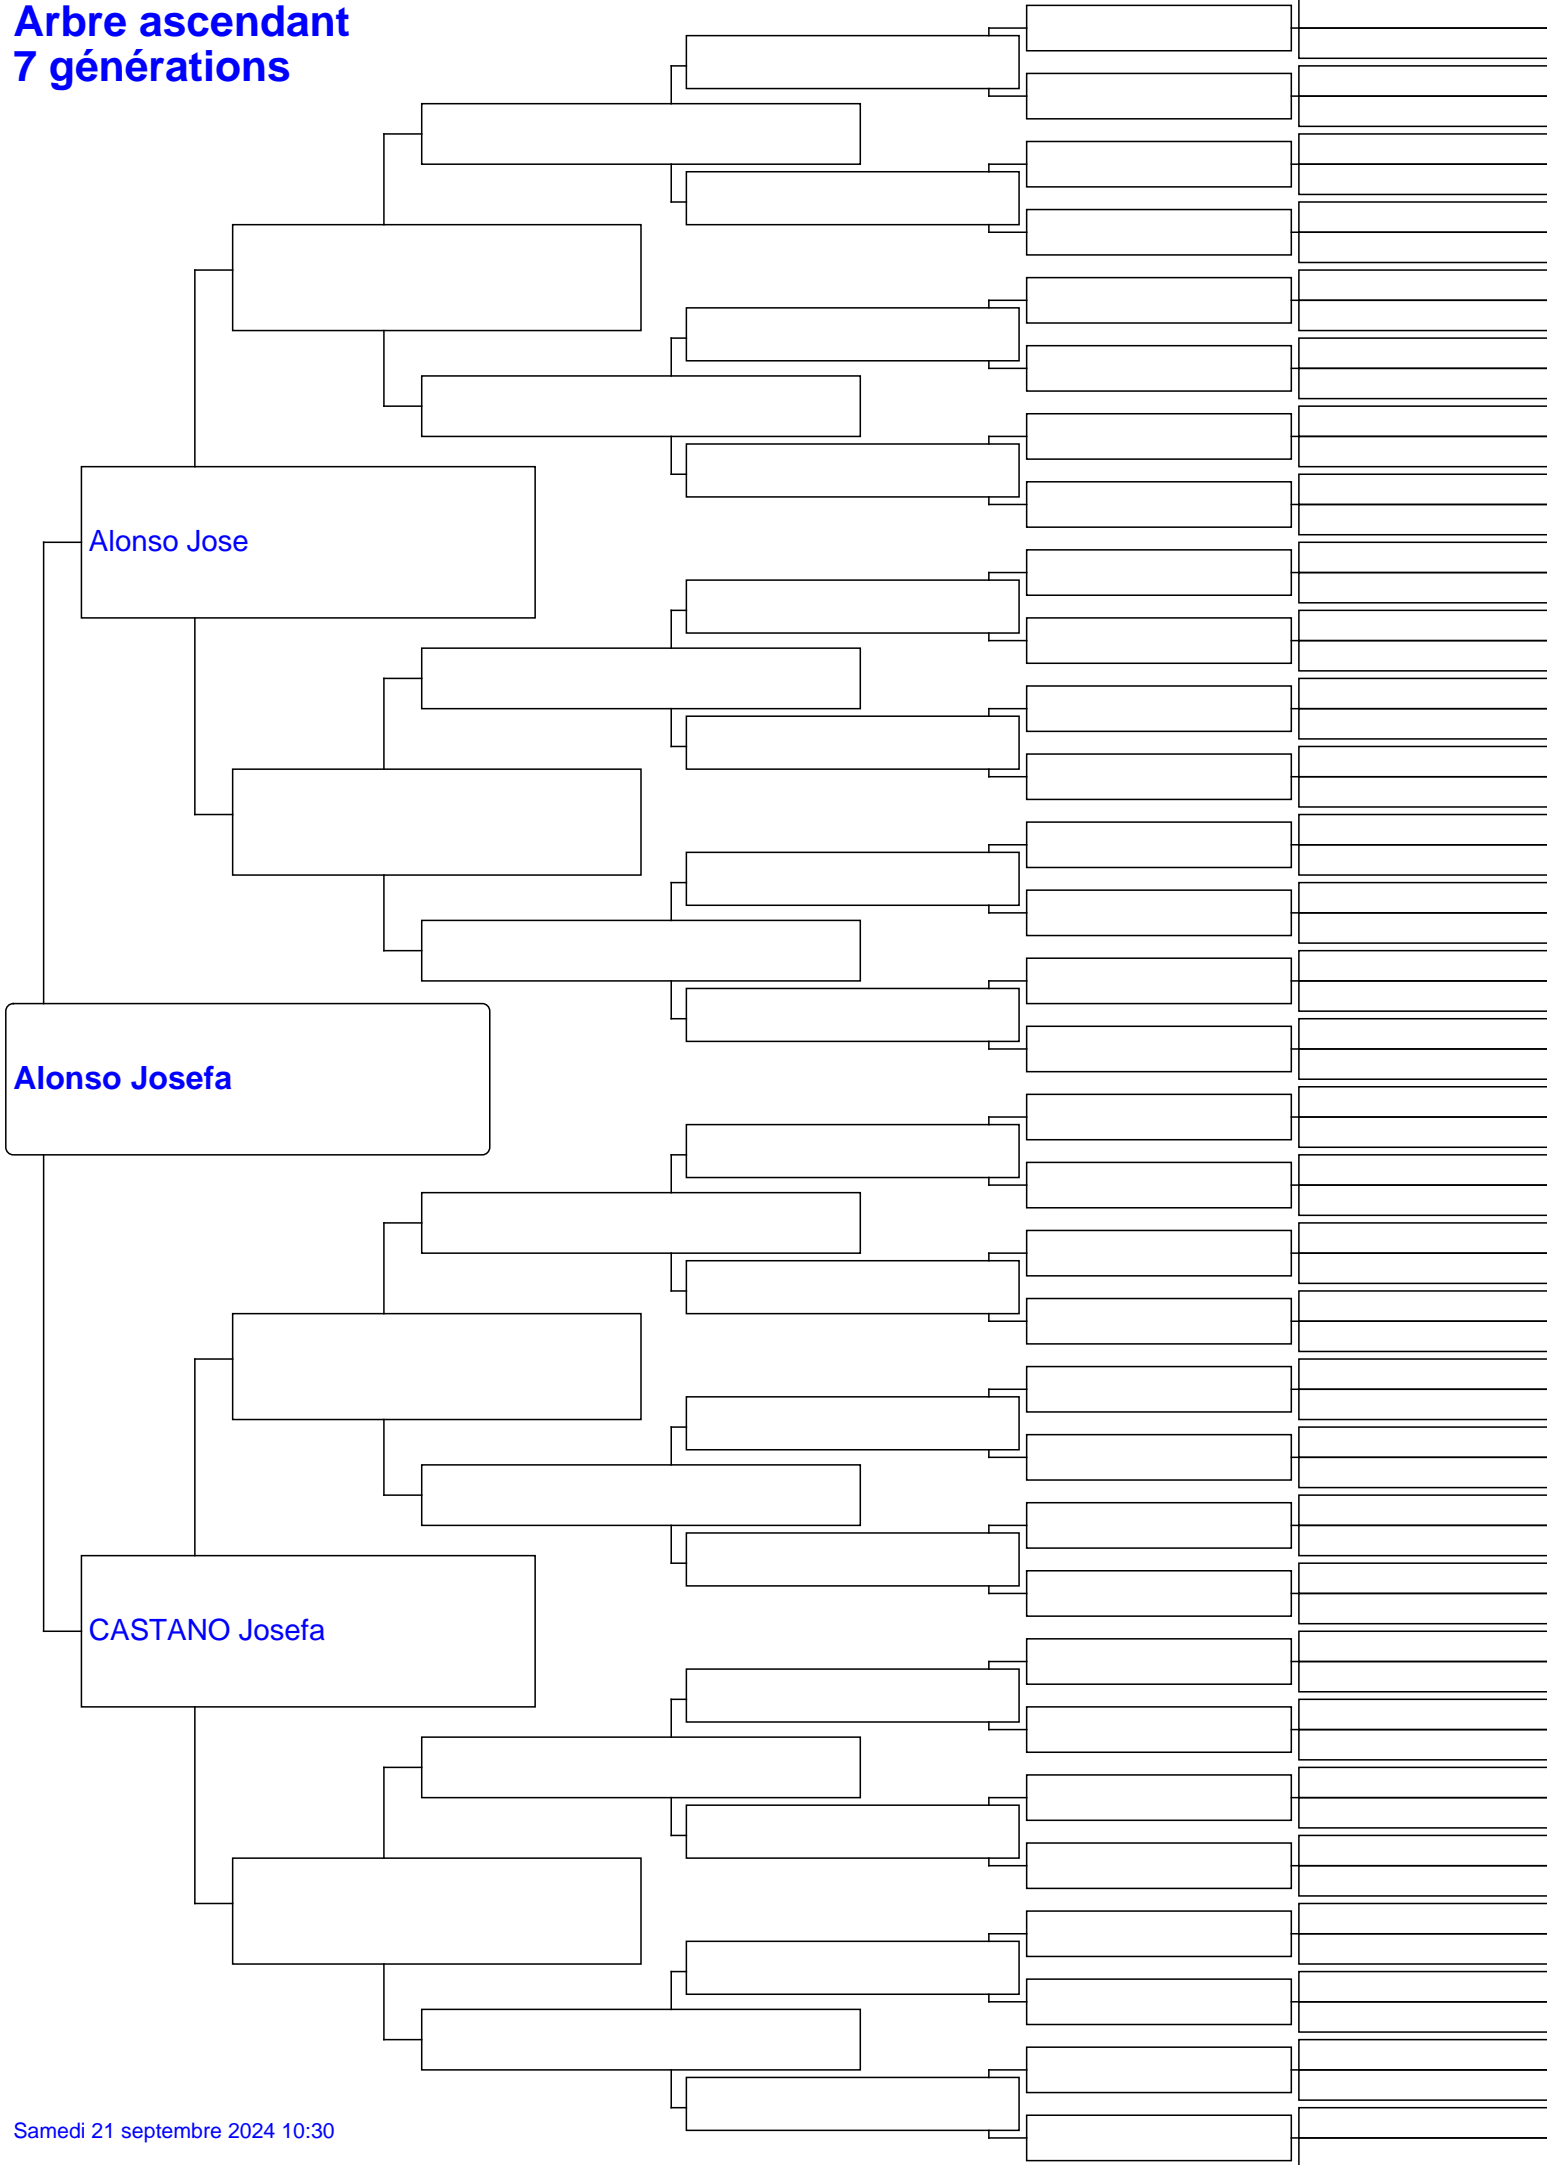 Arbre ascendant
7 générations
Alonso Jose
Alonso Josefa
CASTANO Josefa
Samedi 21 septembre 2024 10:30